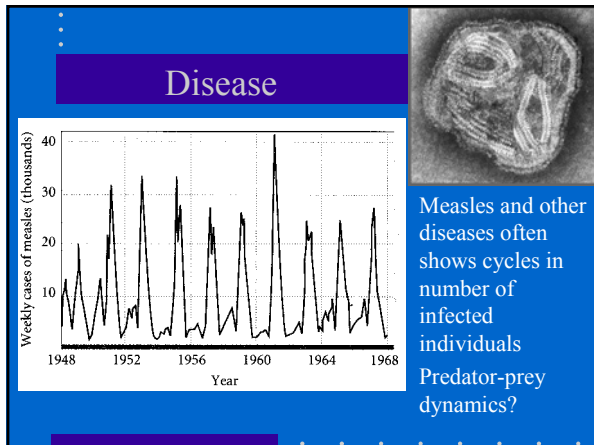 Disease
Weekly cases of measles (thousands)
40
30
20
10
1948
1952
1956
1960
1964
1968
Year
Measles and other
diseases often
shows cycles in
number of
infected
individuals
Predator-prey
dynamics?